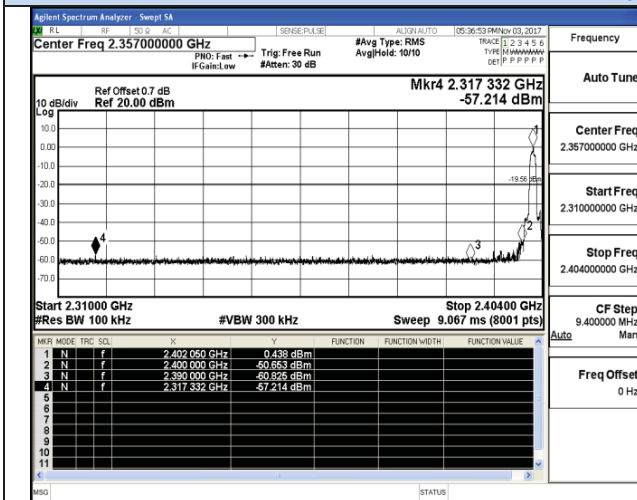 Agilent Spectrum Analyzer - Swept SA
RL RF 50 Ω AC SENSE:PULSE ALIGN AUTO 05:36:53 PM Nov 03, 2017
Center Freq 2.357000000 GHz
PNO: Fast
IFGain:Low
Trig: Free Run
#Atten: 30 dB
#Avg Type: RMS
Avg|Hold: 10/10
TRACE 1 2 3 4 5 6
TYPE M WWWWW
DET P P P P P P
Ref Offset 0.7 dB
10 dB/div Ref 20.00 dBm
Log
Mkr4 2.317 332 GHz
-57.214 dBm
10.0
0.00
-10.0
-20.0
-30.0
-40.0
-50.0
-60.0
-70.0
1
-19.56 dBm
2
3
4
Start 2.31000 GHz Stop 2.40400 GHz
#Res BW 100 kHz #VBW 300 kHz Sweep 9.067 ms (8001 pts)
MKR MODE TRC SCL X Y FUNCTION FUNCTION WIDTH FUNCTION VALUE
1 N f 2.402 050 GHz 0.438 dBm
2 N f 2.400 000 GHz -50.653 dBm
3 N f 2.390 000 GHz -60.825 dBm
4 N f 2.317 332 GHz -57.214 dBm
5
6
7
8
9
10
11
MSG STATUS
Frequency
Auto Tune
Center Freq
2.357000000 GHz
Start Freq
2.310000000 GHz
Stop Freq
2.404000000 GHz
CF Step
9.400000 MHz
Auto Man
Freq Offset
0 Hz